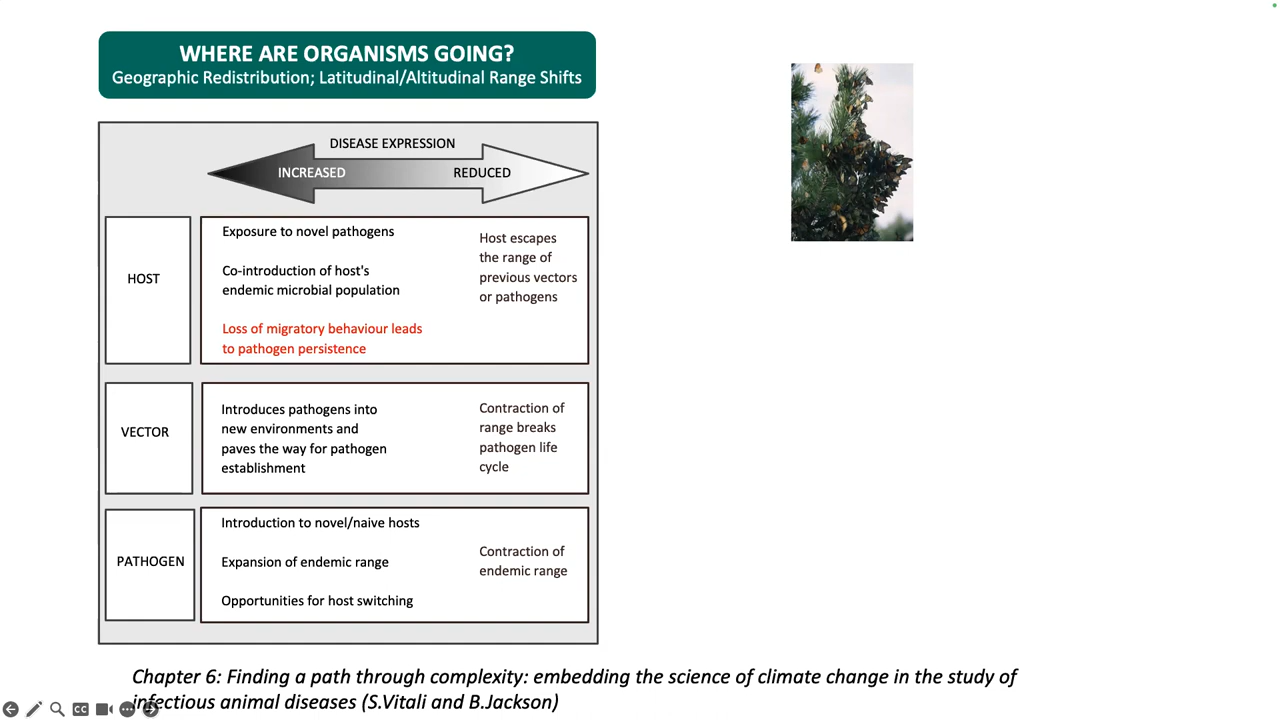 WHERE ARE ORGANISMS GOING?
Geographic Redistribution; Latitudinal/Altitudinal Range Shifts
DISEASE EXPRESSION
INCREASED
REDUCED
HOST
Exposure to novel pathogens
Co-introduction of host's
endemic microbial population
Loss of migratory behaviour leads
to pathogen persistence
Host escapes
the range of
previous vectors
or pathogens
VECTOR
Introduces pathogens into
new environments and
paves the way for pathogen
establishment
Contraction of
range breaks
pathogen life
cycle
PATHOGEN
Introduction to novel/naive hosts
Expansion of endemic range
Opportunities for host switching
Contraction of
endemic range
Chapter 6: Finding a path through complexity: embedding the science of climate change in the study of
infectious animal diseases (S.Vitali and B.Jackson)
CC